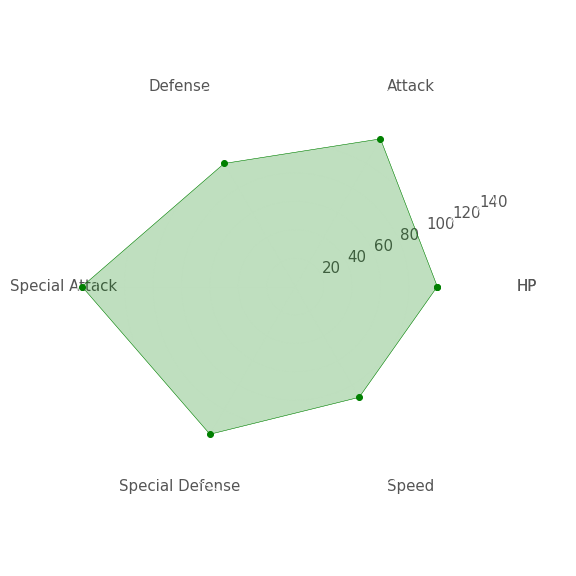 Defense
Attack
140
120
100
80
60
40
20
Special Attack
HP
Special Defense
Speed